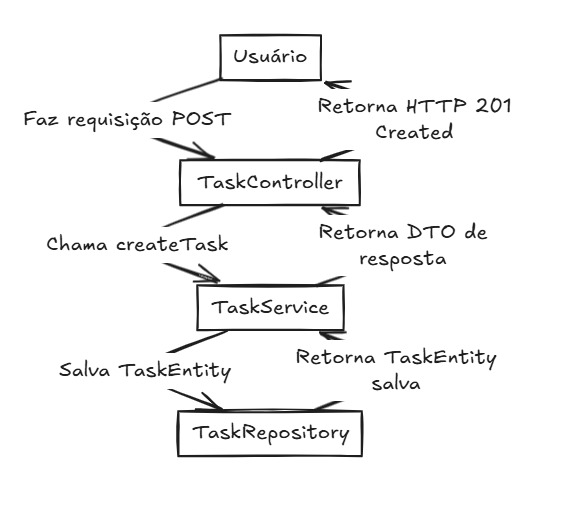 Usuário
Faz requisição POST
Retorna HTTP 201
Created
TaskController
Chama createTask
Retorna DTO de
resposta
TaskService
Salva TaskEntity
Retorna TaskEntity
salva
TaskRepository